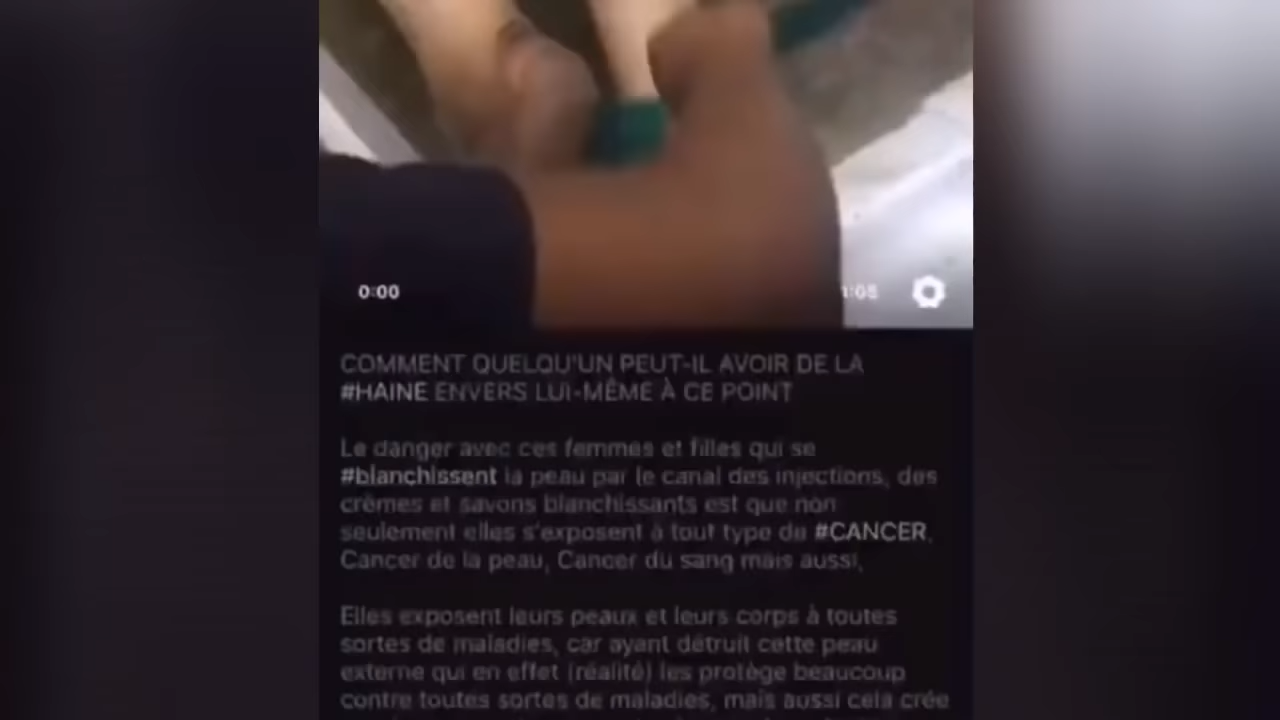 0:00
1:05
COMMENT QUELQU'UN PEUT-IL AVOIR DE LA
#HAINE ENVERS LUI-MÊME À CE POINT
Le danger avec ces femmes et filles qui se
#blanchissent la peau par le canal des injections, des
crèmes et savons blanchissants est que non
seulement elles s'exposent à tout type de #CANCER,
Cancer de la peau, Cancer du sang mais aussi,
Elles exposent leurs peaux et leurs corps à toutes
sortes de maladies, car ayant détruit cette peau
externe qui en effet (réalité) les protège beaucoup
contre toutes sortes de maladies, mais aussi cela crée